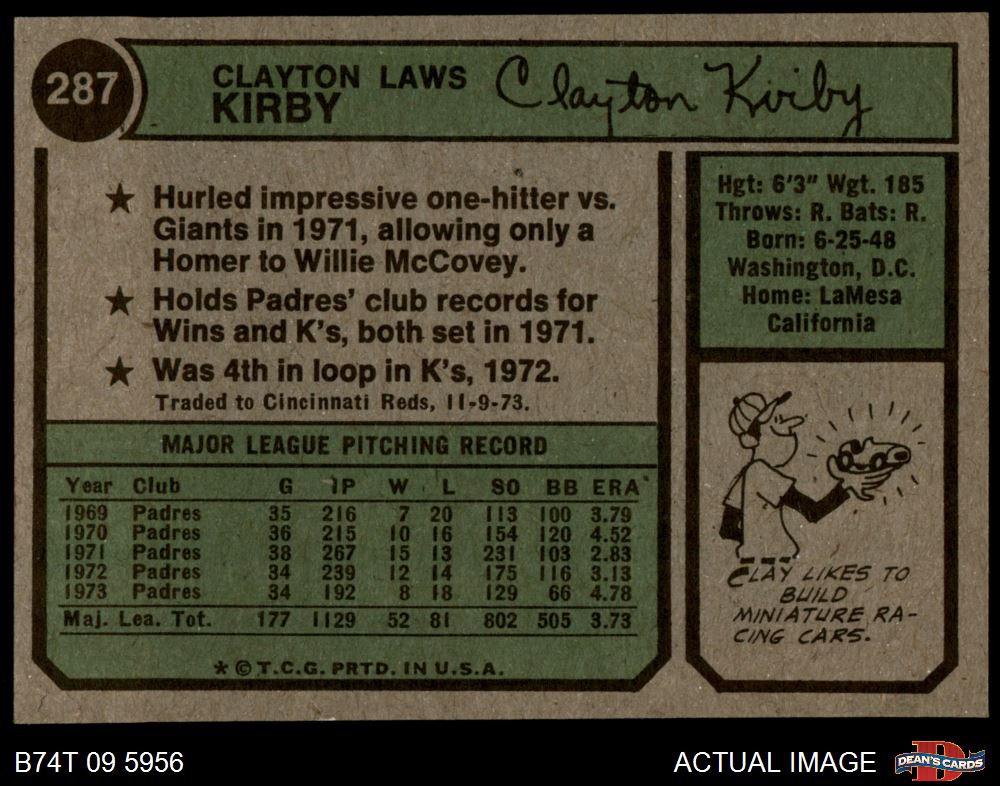 287
CLAYTON LAWS
KIRBY
Clayton Kirby
★ Hurled impressive one-hitter vs.
Giants in 1971, allowing only a
Homer to Willie McCovey.
★ Holds Padres' club records for
Wins and K's, both set in 1971.
★ Was 4th in loop in K's, 1972.
Traded to Cincinnati Reds, 11-9-73.
MAJOR LEAGUE PITCHING RECORD
Year Club G IP W L SO BB ERA
1969 Padres 35 216 7 20 113 100 3.79
1970 Padres 36 215 10 16 154 120 4.52
1971 Padres 38 267 15 13 231 103 2.83
1972 Padres 34 239 12 14 175 116 3.13
1973 Padres 34 192 8 18 129 66 4.78
Maj. Lea. Tot. 177 1129 52 81 802 505 3.73
* © T.C.G. PRTD. IN U.S.A.
Hgt: 6'3" Wgt. 185
Throws: R. Bats: R.
Born: 6-25-48
Washington, D.C.
Home: LaMesa
California
CLAY LIKES TO
BUILD
MINIATURE RA-
CING CARS.
B74T 09 5956
ACTUAL IMAGE
DEAN'S CARDS